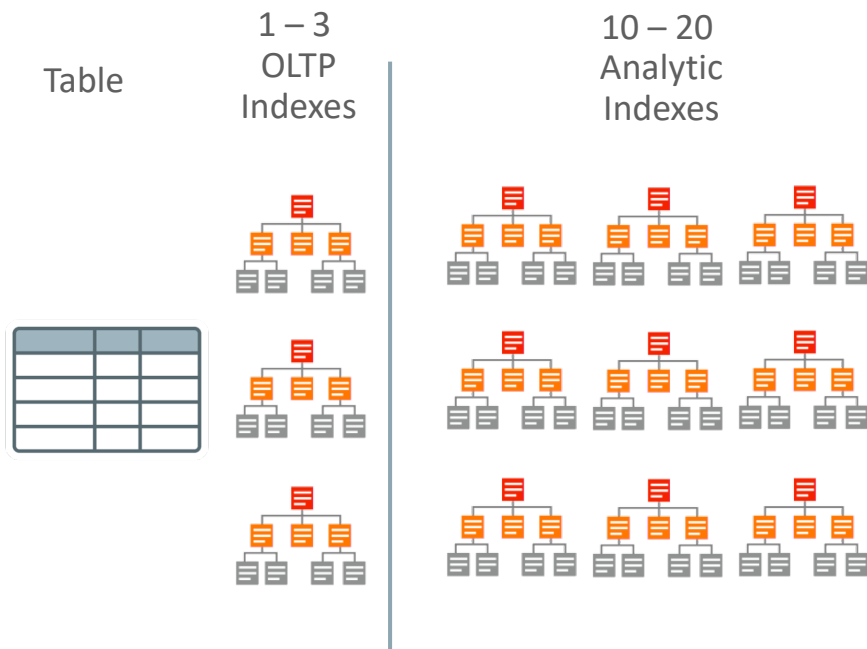 Table
1 – 3
OLTP
Indexes
10 – 20
Analytic
Indexes